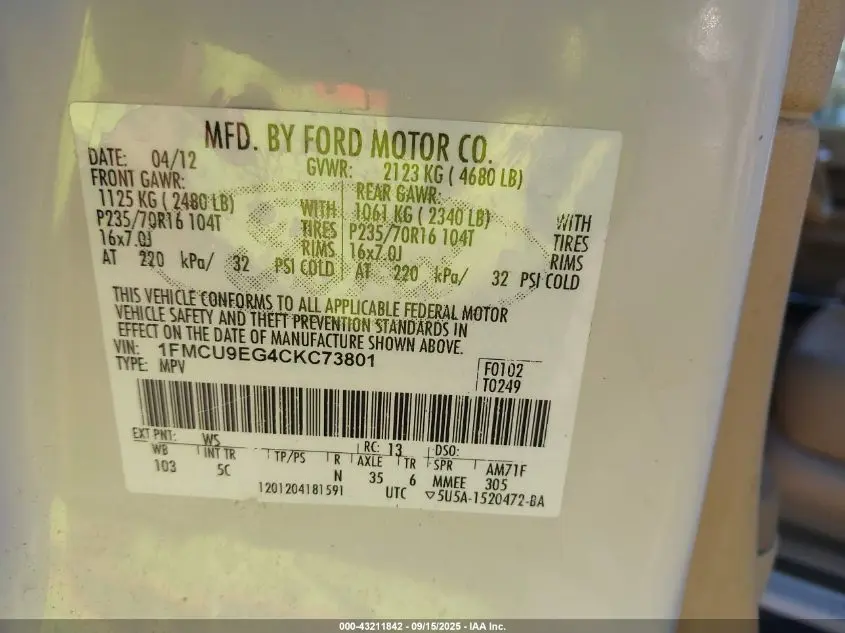 MFD. BY FORD MOTOR CO.
DATE: 04/12 GVWR: 2123 KG ( 4680 LB)
FRONT GAWR: REAR GAWR:
1125 KG ( 2480 LB) WITH 1061 KG ( 2340 LB) WITH
P235/70R16 104T TIRES P235/70R16 104T TIRES
16x7.0J RIMS 16x7.0J RIMS
AT 220 kPa/ 32 PSI COLD AT 220 kPa/ 32 PSI COLD
THIS VEHICLE CONFORMS TO ALL APPLICABLE FEDERAL MOTOR
VEHICLE SAFETY AND THEFT PREVENTION STANDARDS IN
EFFECT ON THE DATE OF MANUFACTURE SHOWN ABOVE.
VIN: 1FMCU9EG4CKC73801
TYPE: MPV
F0102
T0249
EXT PNT: WS RC: 13 DSO:
WB INT TR TP/PS R AXLE TR SPR AM71F
103 5C N 35 6 MMEE 305
1201204181591 UTC ▽5U5A-1520472-BA
000-43211842 - 09/15/2025 - IAA Inc.